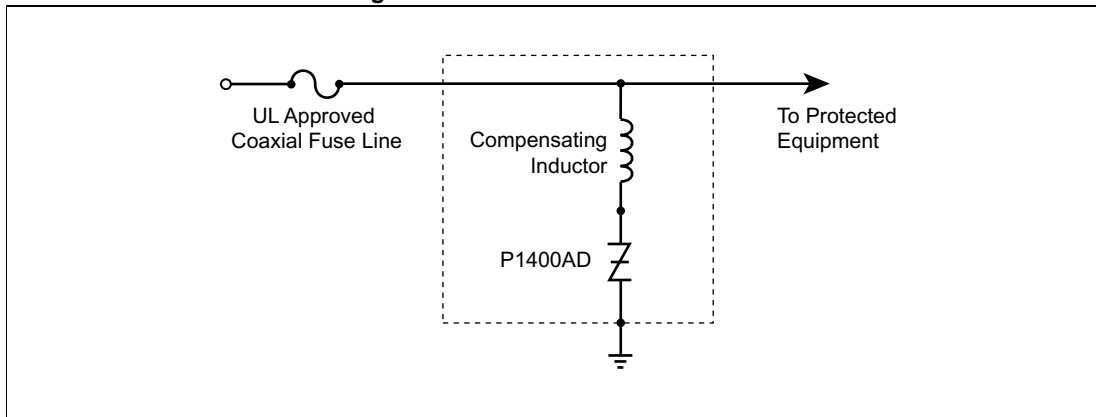 UL Approved
Coaxial Fuse Line
Compensating
Inductor
To Protected
Equipment
P1400AD